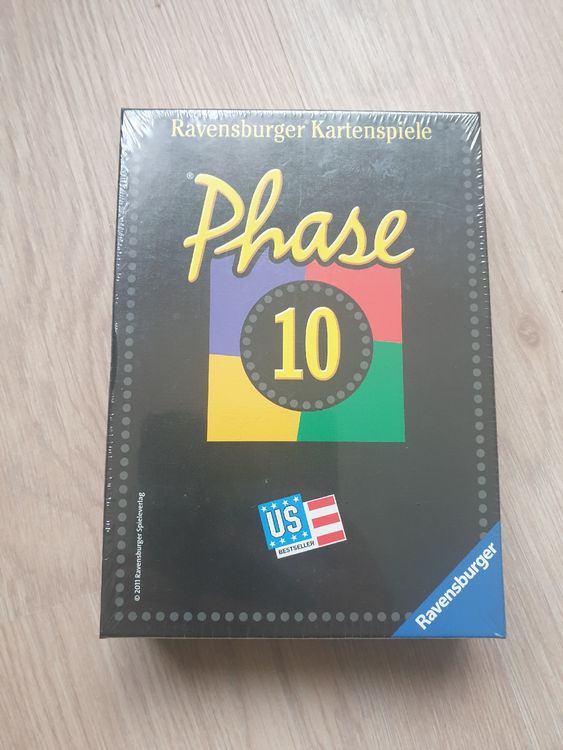 Ravensburger Kartenspiele
® Phase
10
US
BESTSELLER
© 2011 Ravensburger Spieleverlag
Ravensburger